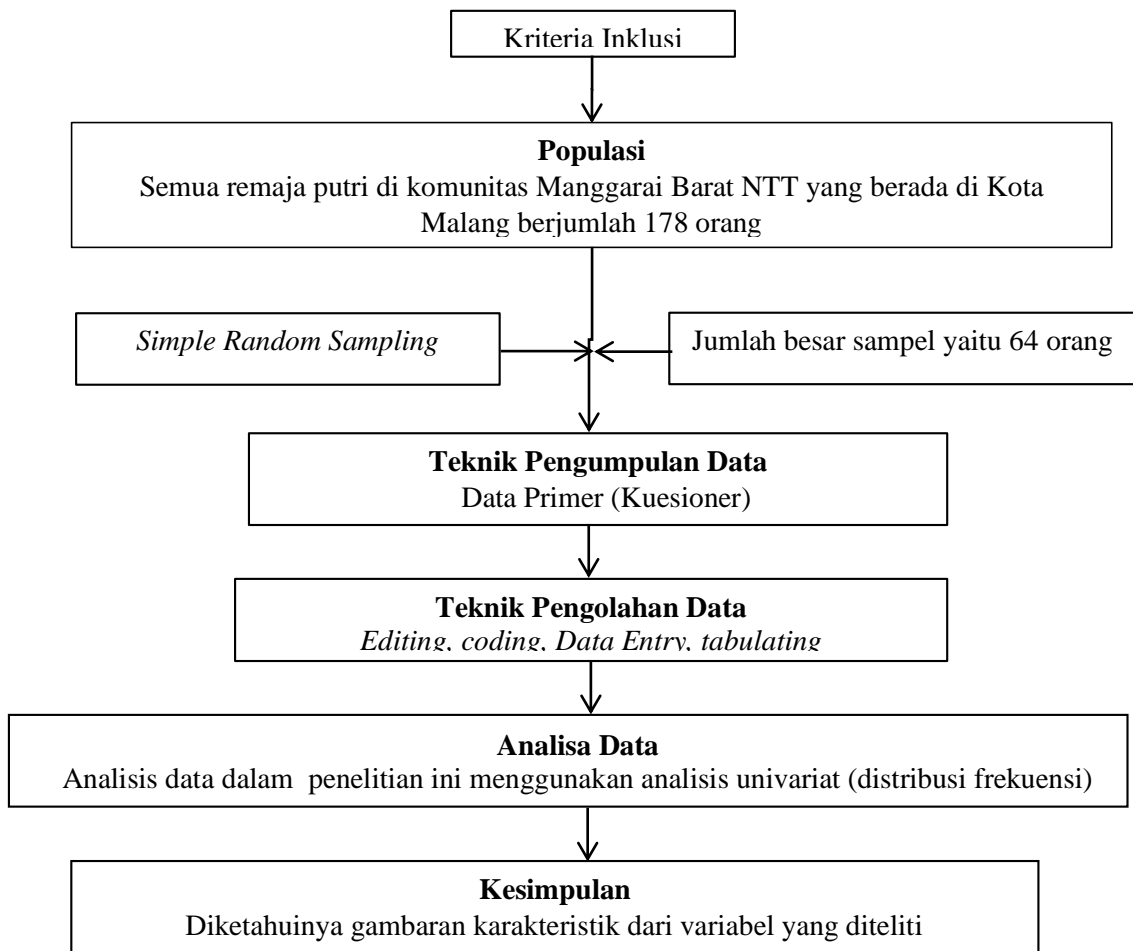 Kriteria Inklusi
Populasi
Semua remaja putri di komunitas Manggarai Barat NTT yang berada di Kota
Malang berjumlah 178 orang
Simple Random Sampling
Jumlah besar sampel yaitu 64 orang
Teknik Pengumpulan Data
Data Primer (Kuesioner)
Teknik Pengolahan Data
Editing, coding, Data Entry, tabulating
Analisa Data
Analisis data dalam penelitian ini menggunakan analisis univariat (distribusi frekuensi)
Kesimpulan
Diketahuinya gambaran karakteristik dari variabel yang diteliti